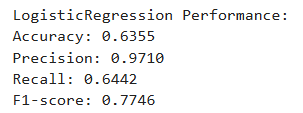 LogisticRegression Performance:
Accuracy: 0.6355
Precision: 0.9710
Recall: 0.6442
F1-score: 0.7746